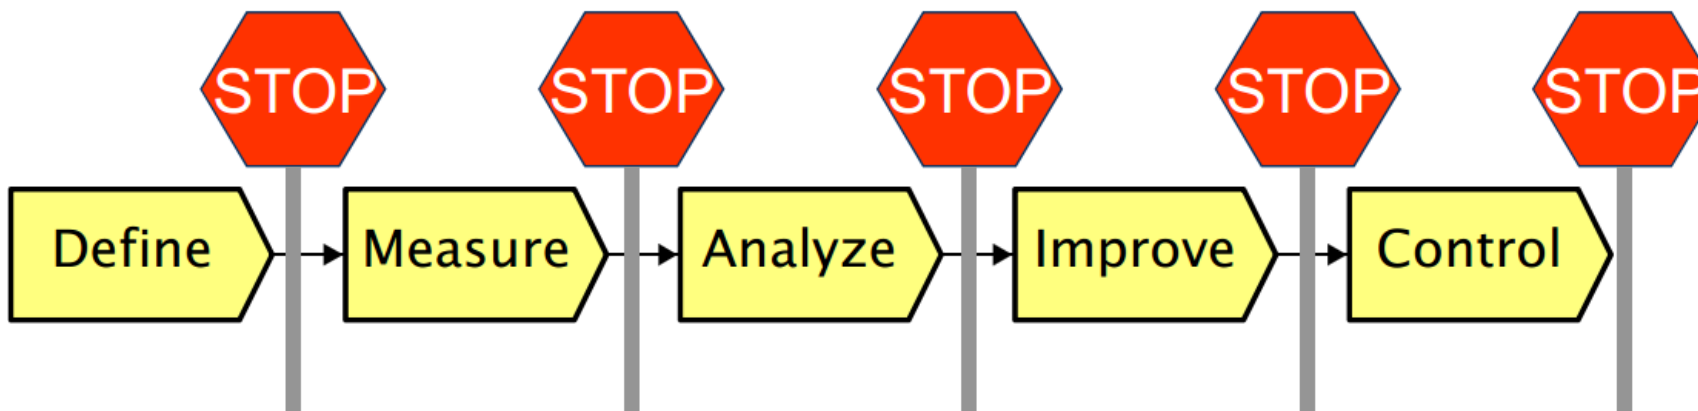 STOP STOP STOP STOP STOP
Define Measure Analyze Improve Control